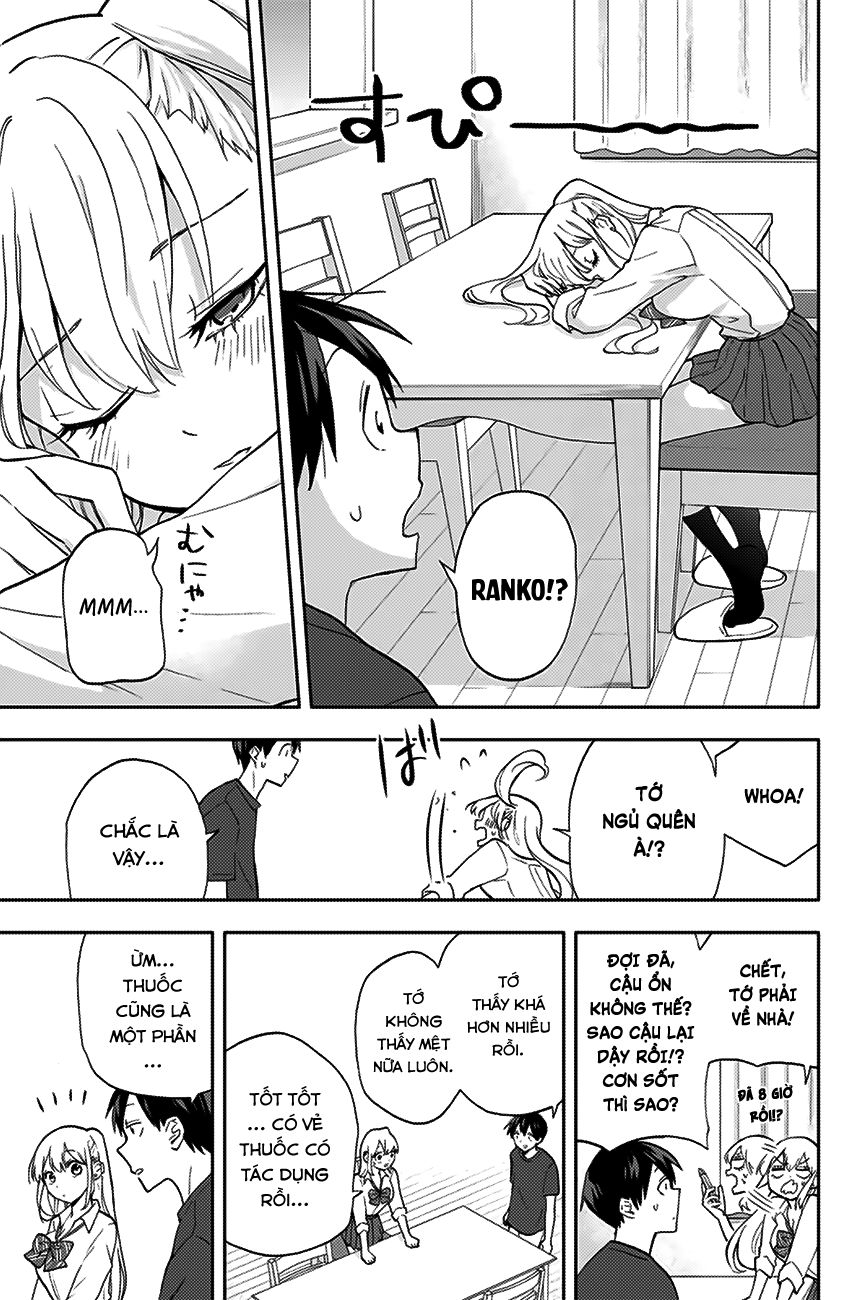 すぴー
RANKO!?
むにゃ…
MMM...
WHOA!
TỚ
NGỦ QUÊN
À!?
ばっ
CHẮC LÀ
VẬY...
CHẾT,
TỚ PHẢI
VỀ NHÀ!
ĐÃ 8 GIỜ
RỒI!?
ĐỢI ĐÃ,
CẬU ỔN
KHÔNG THẾ?
SAO CẬU LẠI
DẬY RỒI!?
CƠN SỐT
THÌ SAO?
TỚ
THẤY KHÁ
HƠN NHIỀU
RỒI.
TỚ
KHÔNG
THẤY MỆT
NỮA LUÔN.
TỐT TỐT
... CÓ VẺ
THUỐC CÓ
TÁC DỤNG
RỒI...
ỪM...
THUỐC
CŨNG LÀ
MỘT PHẦN
...